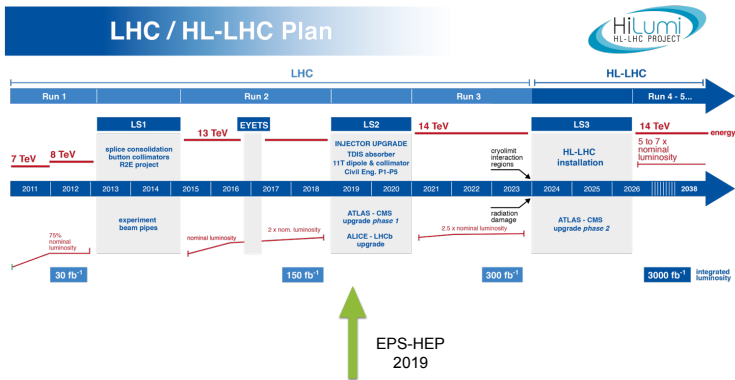 LHC / HL-LHC Plan
HiLumi
HL-LHC PROJECT
LHC
HL-LHC
Run 1
Run 2
Run 3
Run 4 - 5...
LS1
EYETS
LS2
LS3
energy
7 TeV
8 TeV
13 TeV
14 TeV
14 TeV
splice consolidation
button collimators
R2E project
INJECTOR UPGRADE
TDIS absorber
11T dipole & collimator
Civil Eng. P1-P5
cryolimit
interaction
regions
HL-LHC
installation
5 to 7 x
nominal
luminosity
2011 2012 2013 2014 2015 2016 2017 2018 2019 2020 2021 2022 2023 2024 2025 2026 2038
radiation
damage
experiment
beam pipes
ATLAS - CMS
upgrade phase 1
ALICE - LHCb
upgrade
ATLAS - CMS
upgrade phase 2
75%
nominal
luminosity
nominal luminosity
2 x nom. luminosity
2.5 x nominal luminosity
30 fb-1
150 fb-1
300 fb-1
3000 fb-1
integrated
luminosity
EPS-HEP
2019